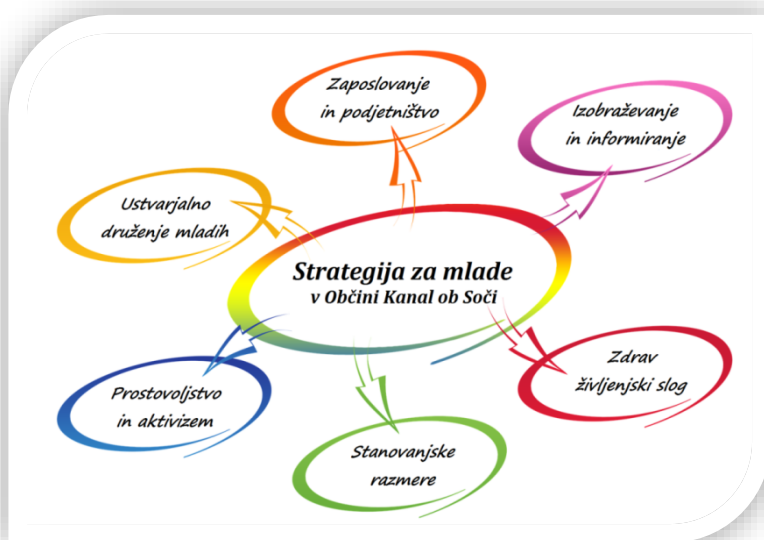 Zaposlovanje
in podjetništvo
Izobraževanje
in informiranje
Ustvarjalno
druženje mladih
Strategija za mlade
v Občini Kanal ob Soči
Zdrav
življenjski slog
Prostovoljstvo
in aktivizem
Stanovanjske
razmere